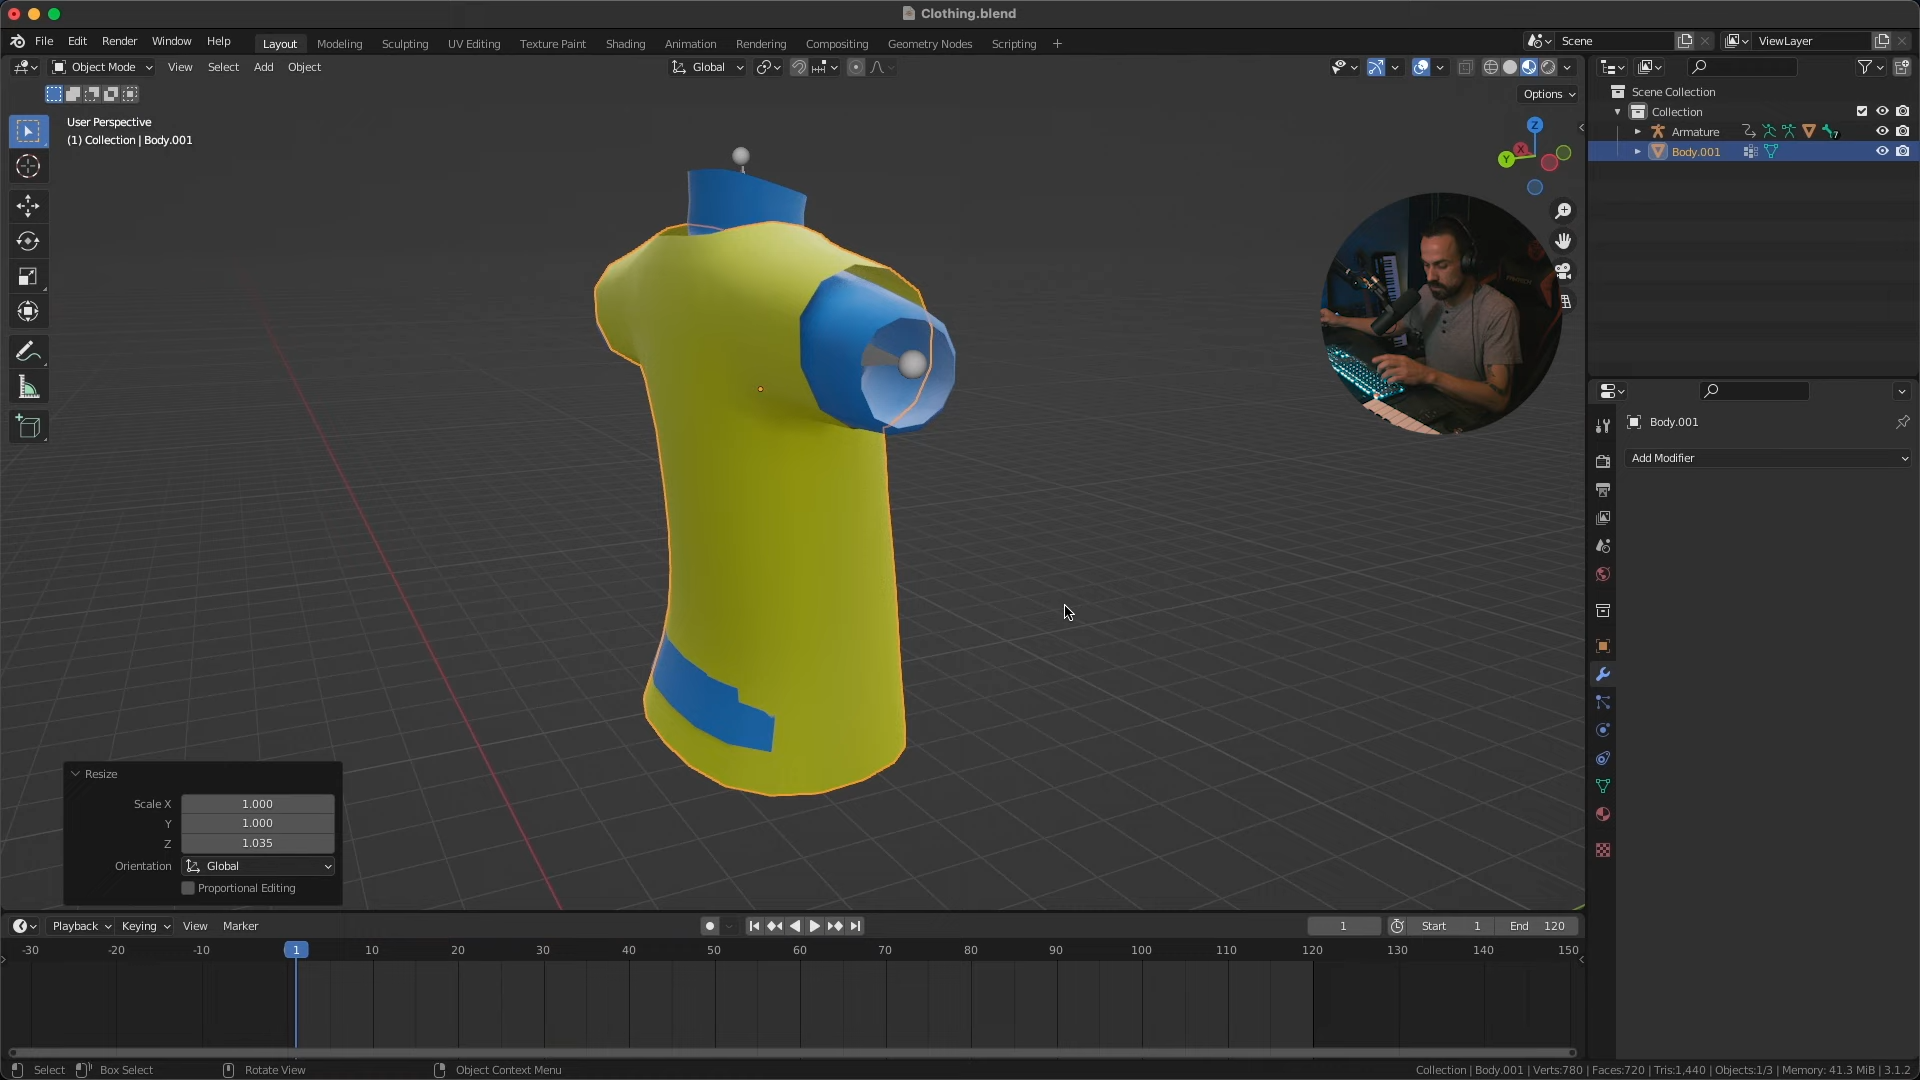 Clothing.blend
File Edit Render Window Help
Layout Modeling Sculpting UV Editing Texture Paint Shading Animation Rendering Compositing Geometry Nodes Scripting +
Scene
ViewLayer
Object Mode View Select Add Object
Global
Options
User Perspective
(1) Collection | Body.001
Z
X
Y
Scene Collection
Collection
Armature
7
Body.001
Body.001
Add Modifier
Resize
Scale X 1.000
Y 1.000
Z 1.035
Orientation Global
Proportional Editing
Playback Keying View Marker
1 Start 1 End 120
-30 -20 -10 1 10 20 30 40 50 60 70 80 90 100 110 120 130 140 150
Select Box Select Rotate View Object Context Menu
Collection | Body.001 | Verts:780 | Faces:720 | Tris:1,440 | Objects:1/3 | Memory: 41.3 MiB | 3.1.2